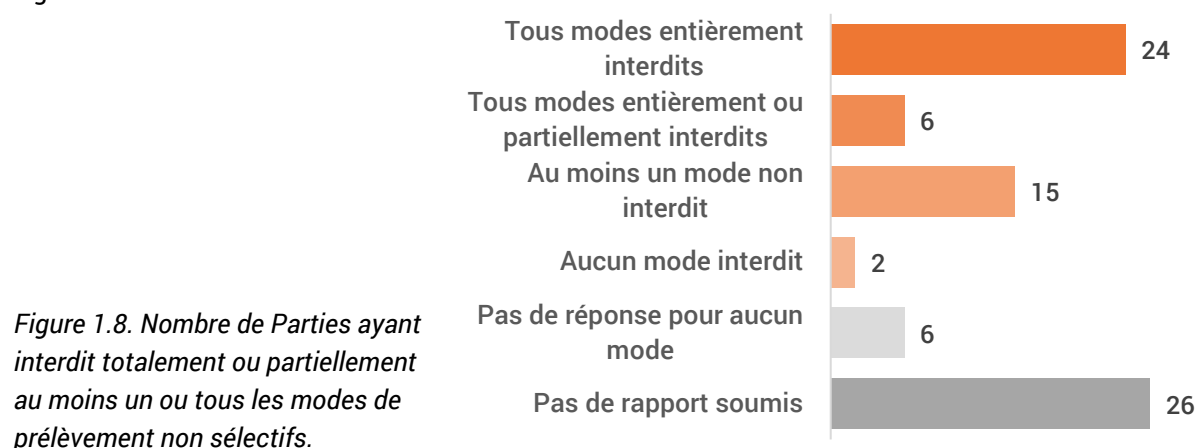 Tous modes entièrement
interdits
24
Tous modes entièrement ou
partiellement interdits
6
Au moins un mode non
interdit
15
Aucun mode interdit
2
Pas de réponse pour aucun
mode
6
Pas de rapport soumis
26
Figure 1.8. Nombre de Parties ayant
interdit totalement ou partiellement
au moins un ou tous les modes de
prélèvement non sélectifs.